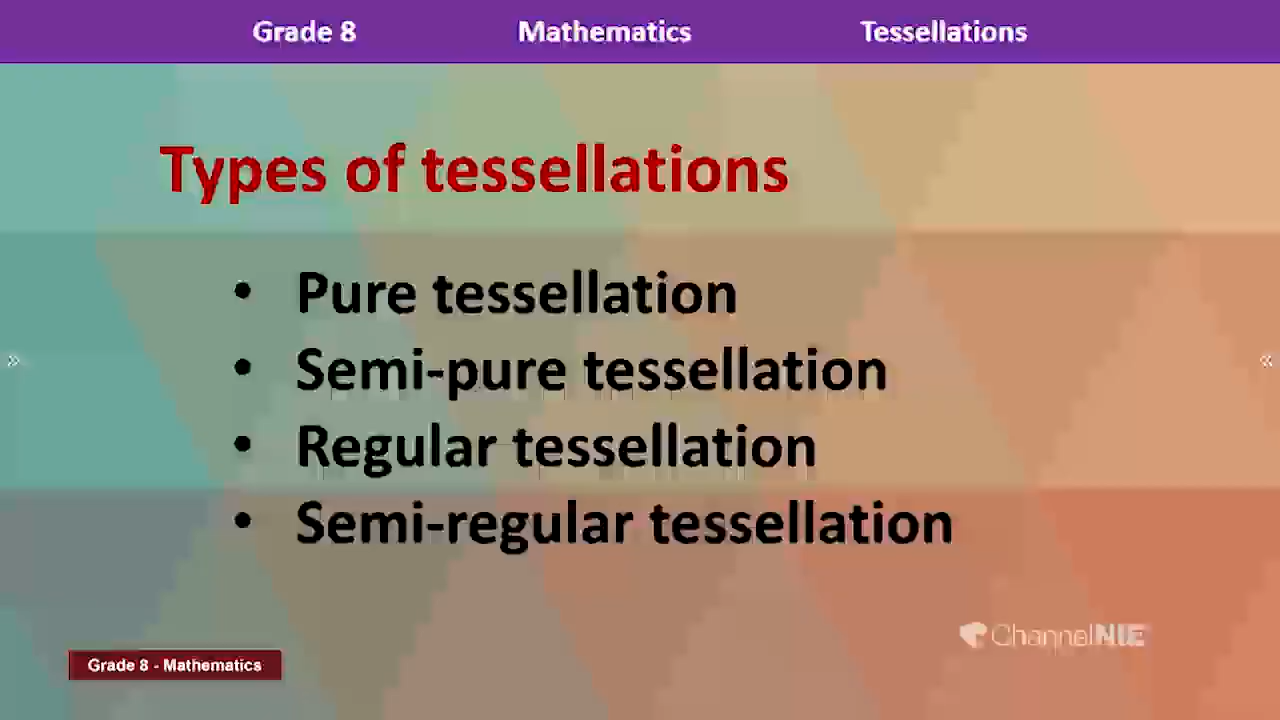 Grade 8 Mathematics Tessellations
Types of tessellations
• Pure tessellation
• Semi-pure tessellation
• Regular tessellation
• Semi-regular tessellation
» «
ChannelNIE
Grade 8 - Mathematics